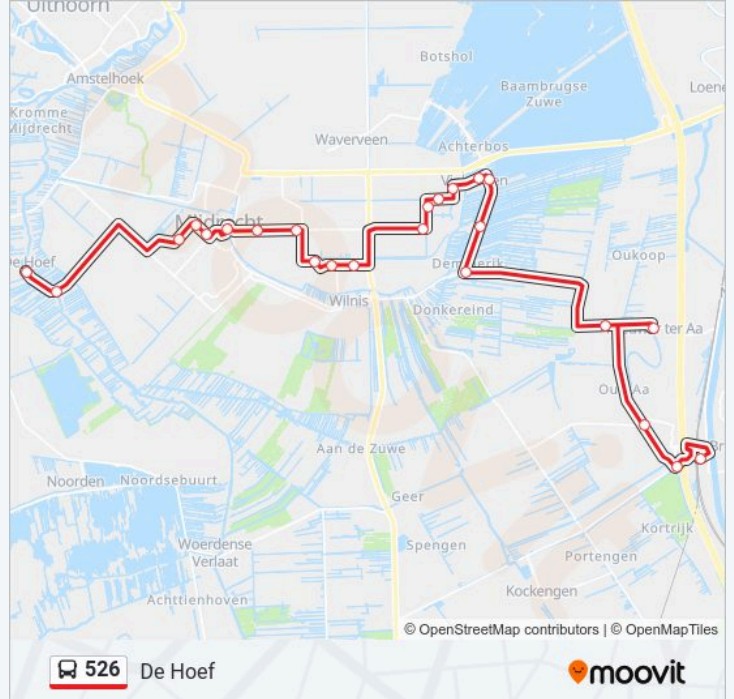 Uithoorn
Botshol
Amstelhoek
Baambrugse
Zuwe
Loene
Kromme
Mijdrecht
Waverveen
Achterbos
Mijdrecht
De Hoef
Oukoop
Demmerik
Wilnis
Donkereind
ter Aa
Oud Aa
Aan de Zuwe
Noorden
Noordsebuurt
Geer
Kortrijk
Woerdense
Verlaat
Spengen
Portengen
Kockengen
Achttienhoven
© OpenStreetMap contributors | © OpenMapTiles
526 De Hoef
moovit